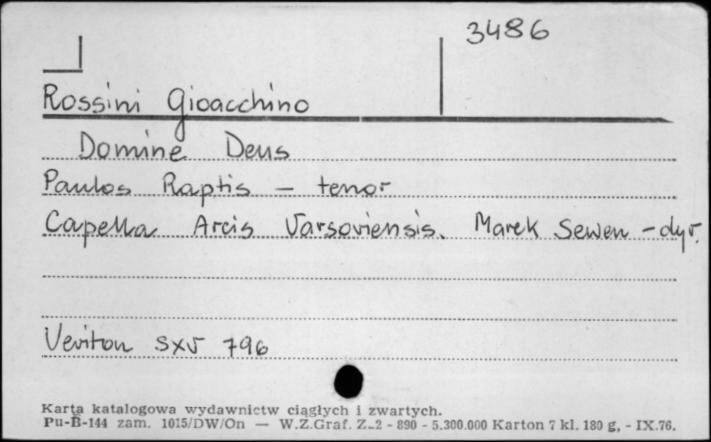 3486
Rossini Gioacchino
Domine Deus
Paulos Raptis - tenor
Capella Arcis Varsoviensis. Marek Sewen - dyr.
Veriton SXV 796
Karta katalogowa wydawnictw ciągłych i zwartych.
Pu-B-144 zam. 1015/DW/On — W.Z.Graf. Z-2 - 890 - 5.300.000 Karton 7 kl. 180 g, - IX.76.